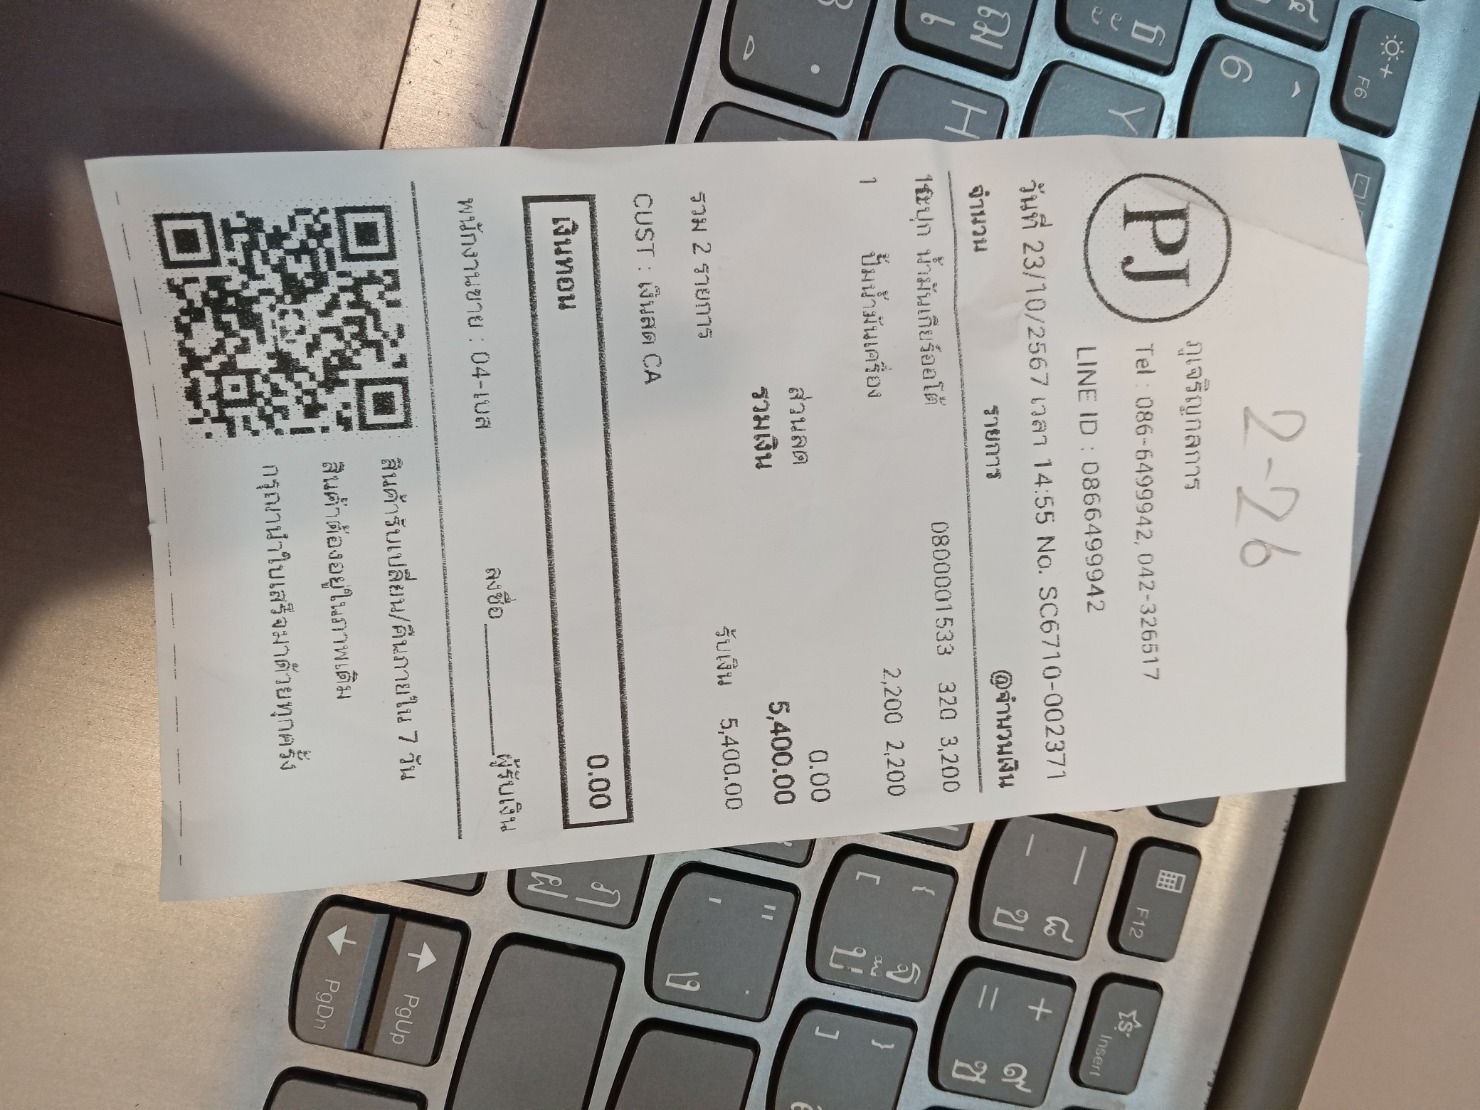 2-26
PJ
ภูเจริญกลการ
Tel : 086-6499942, 042-326517
LINE ID : 0866499942
วันที่ 23/10/2567 เวลา 14:55 No. SC6710-002371
จำนวน รายการ @จำนวนเงิน
น้ำมันเกียร์ออโต้ 0800001533 320 3,200
1 ปั๊มน้ำมันเครื่อง 2,200 2,200
ส่วนลด 0.00
รวมเงิน 5,400.00
รับเงิน 5,400.00
รวม 2 รายการ
CUST : เงินสด CA
เงินทอน 0.00
พนักงานขาย : 04-เบส
ลงชื่อ ผู้รับเงิน
สินค้ารับเปลี่ยน/คืนภายใน 7 วัน
สินค้าต้องอยู่ในภาพเดิม
กรุณานำใบเสร็จมาด้วยทุกครั้ง
F6
6
Y
H
F12
Insert
PgUp
PgDn